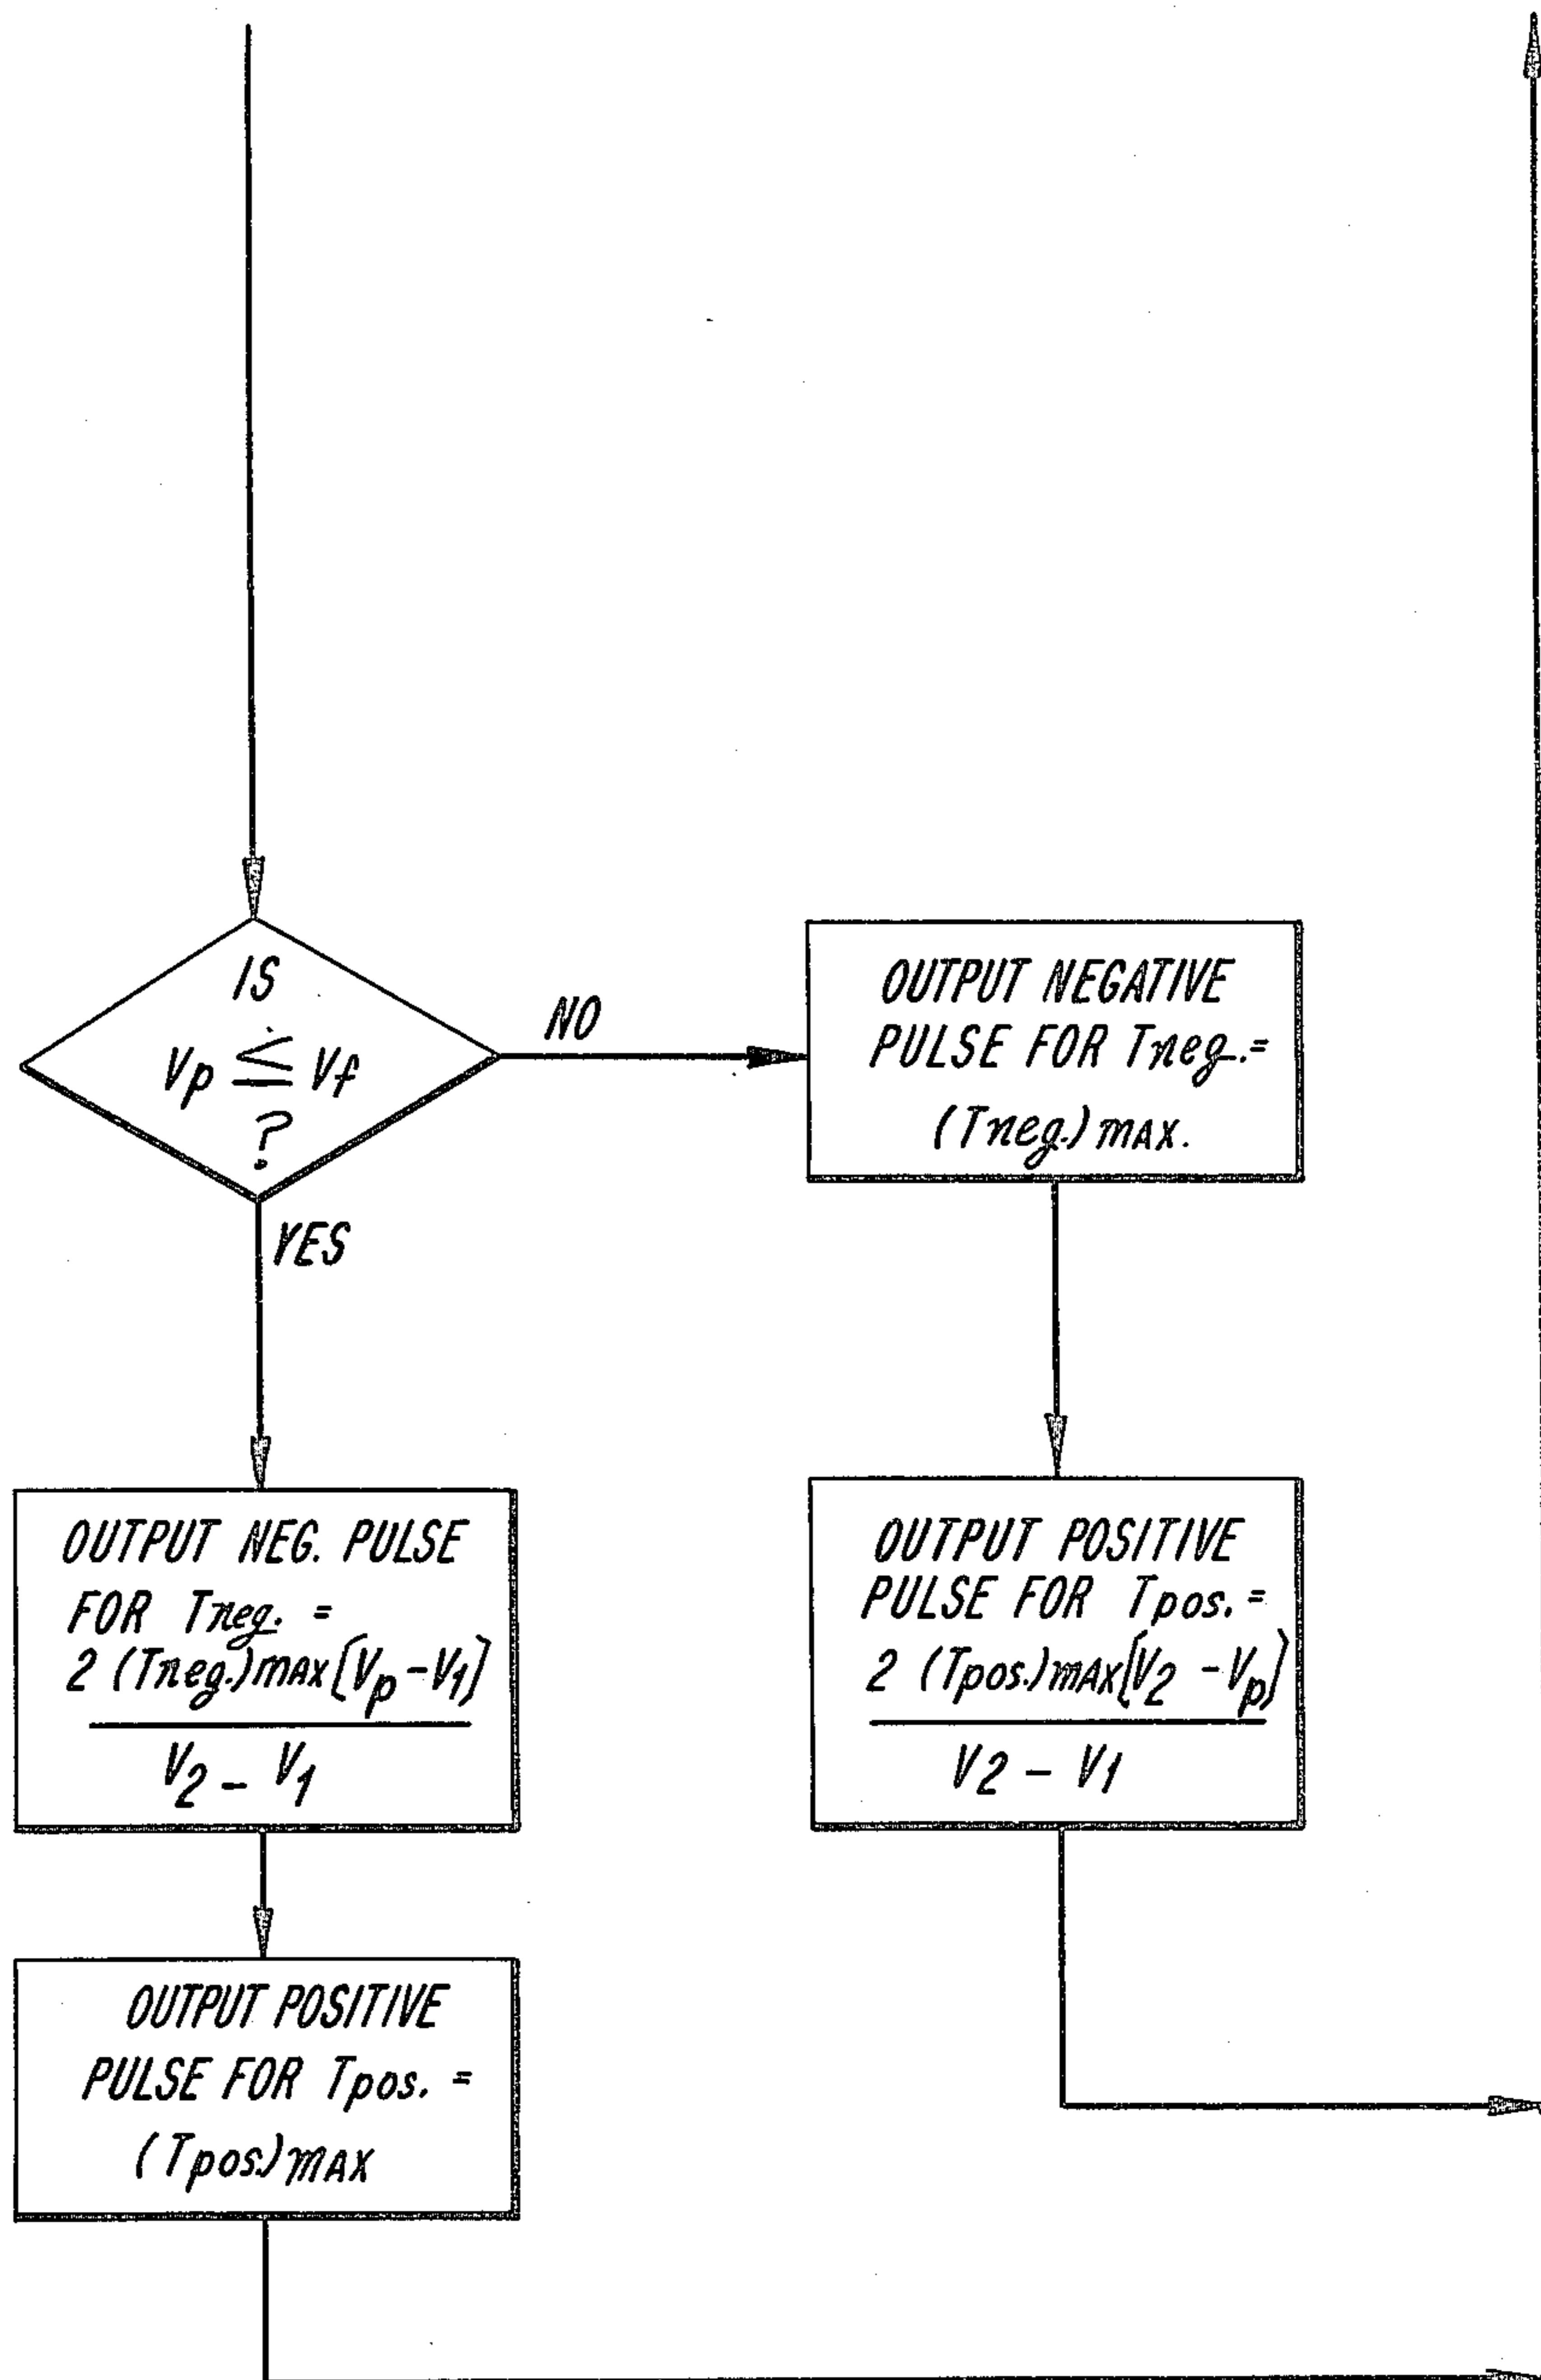 IS
Vp ≦ Vf
?
NO
YES
OUTPUT NEGATIVE
PULSE FOR Tneg.=
(Tneg.) MAX.
OUTPUT NEG. PULSE
FOR Tneg. =
2 (Tneg.) MAX [Vp - V1]
V2 - V1
OUTPUT POSITIVE
PULSE FOR Tpos. =
2 (Tpos.) MAX [V2 - Vp]
V2 - V1
OUTPUT POSITIVE
PULSE FOR Tpos. =
(Tpos.) MAX